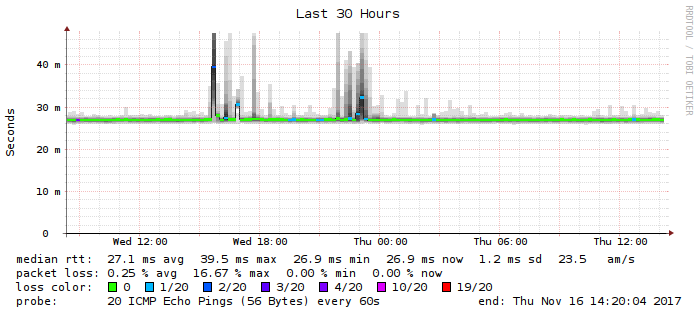 Last 30 Hours
RRDTOOL / TOBI OETIKER
Seconds
40 m
30 m
20 m
10 m
0
Wed 12:00 Wed 18:00 Thu 00:00 Thu 06:00 Thu 12:00
median rtt: 27.1 ms avg 39.5 ms max 26.9 ms min 26.9 ms now 1.2 ms sd 23.5 am/s
packet loss: 0.25 % avg 16.67 % max 0.00 % min 0.00 % now
loss color: 0 1/20 2/20 3/20 4/20 10/20 19/20
probe: 20 ICMP Echo Pings (56 Bytes) every 60s end: Thu Nov 16 14:20:04 2017